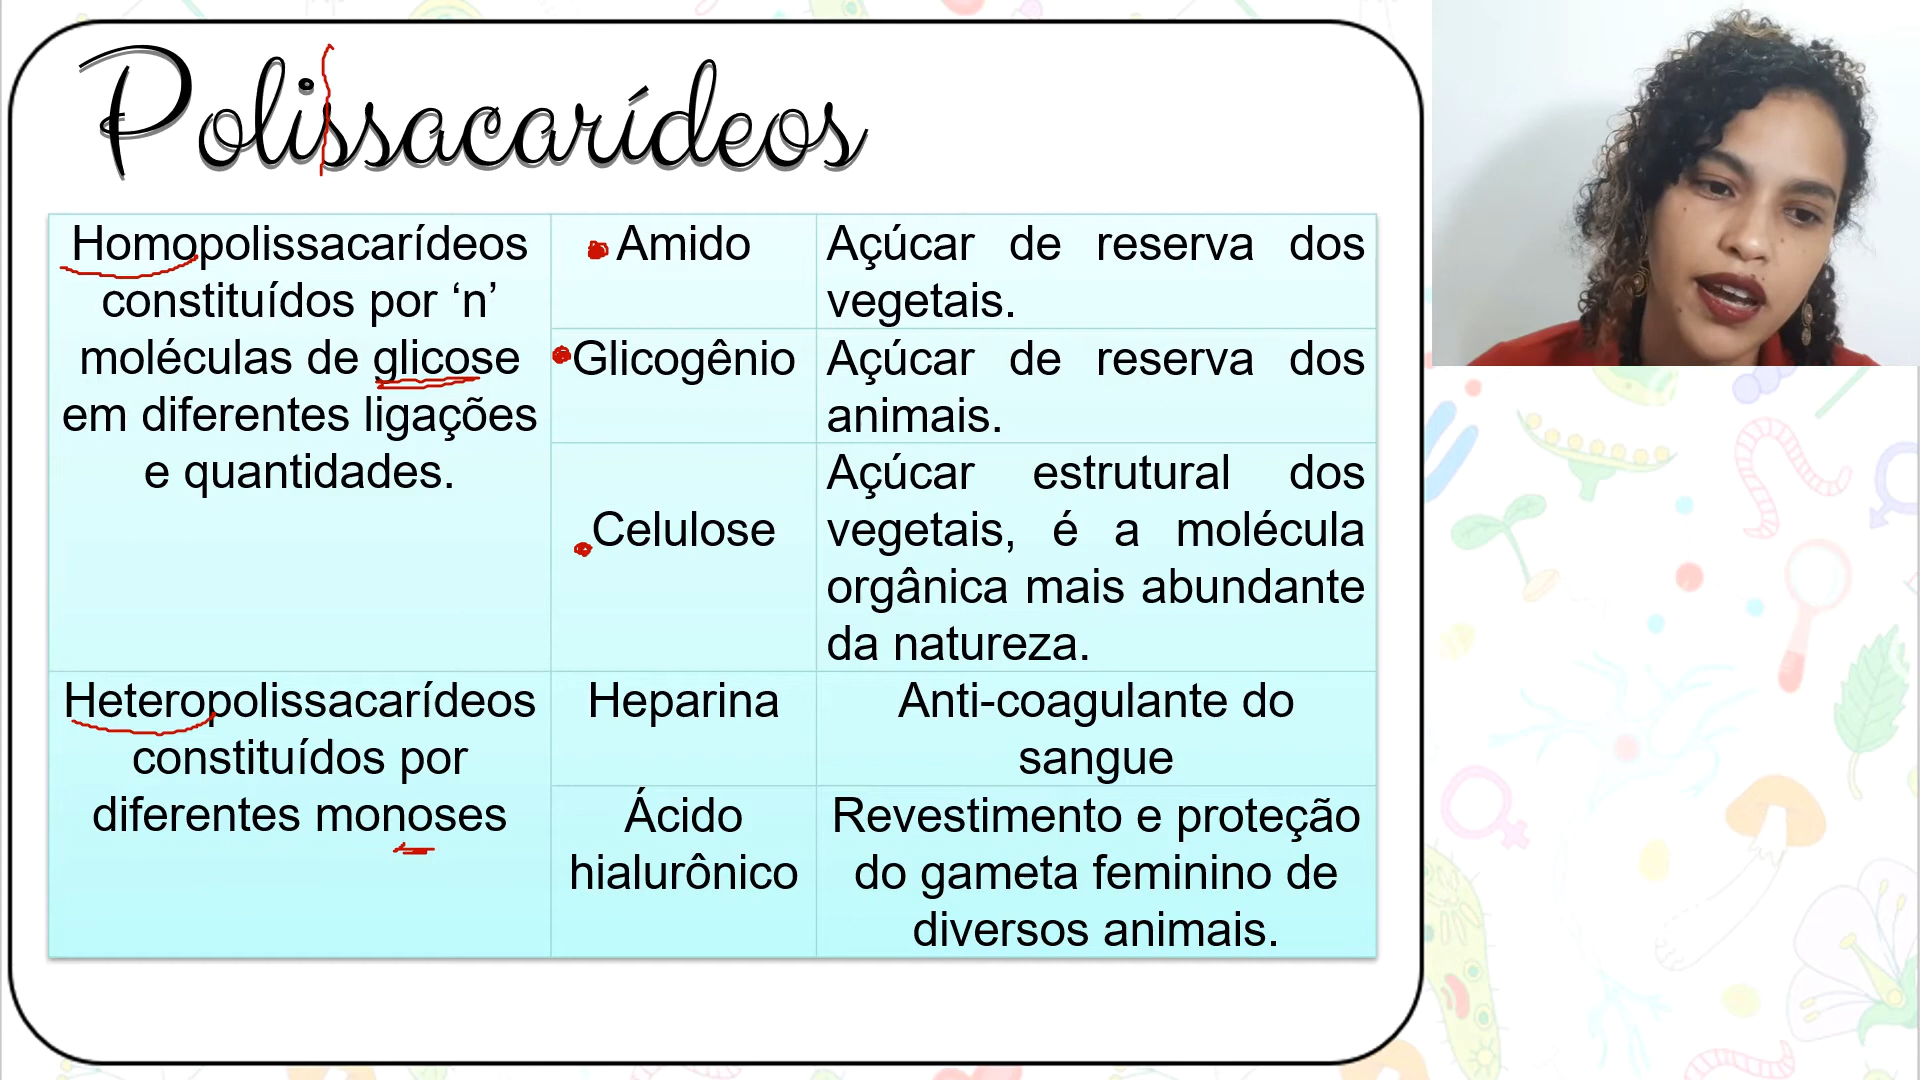 Polissacarídeos
Homopolissacarídeos
constituídos por ‘n’
moléculas de glicose
em diferentes ligações
e quantidades.
Amido
Açúcar de reserva dos
vegetais.
Glicogênio
Açúcar de reserva dos
animais.
Celulose
Açúcar estrutural dos
vegetais, é a molécula
orgânica mais abundante
da natureza.
Heteropolissacarídeos
constituídos por
diferentes monoses
Heparina
Anti-coagulante do
sangue
Ácido
hialurônico
Revestimento e proteção
do gameta feminino de
diversos animais.